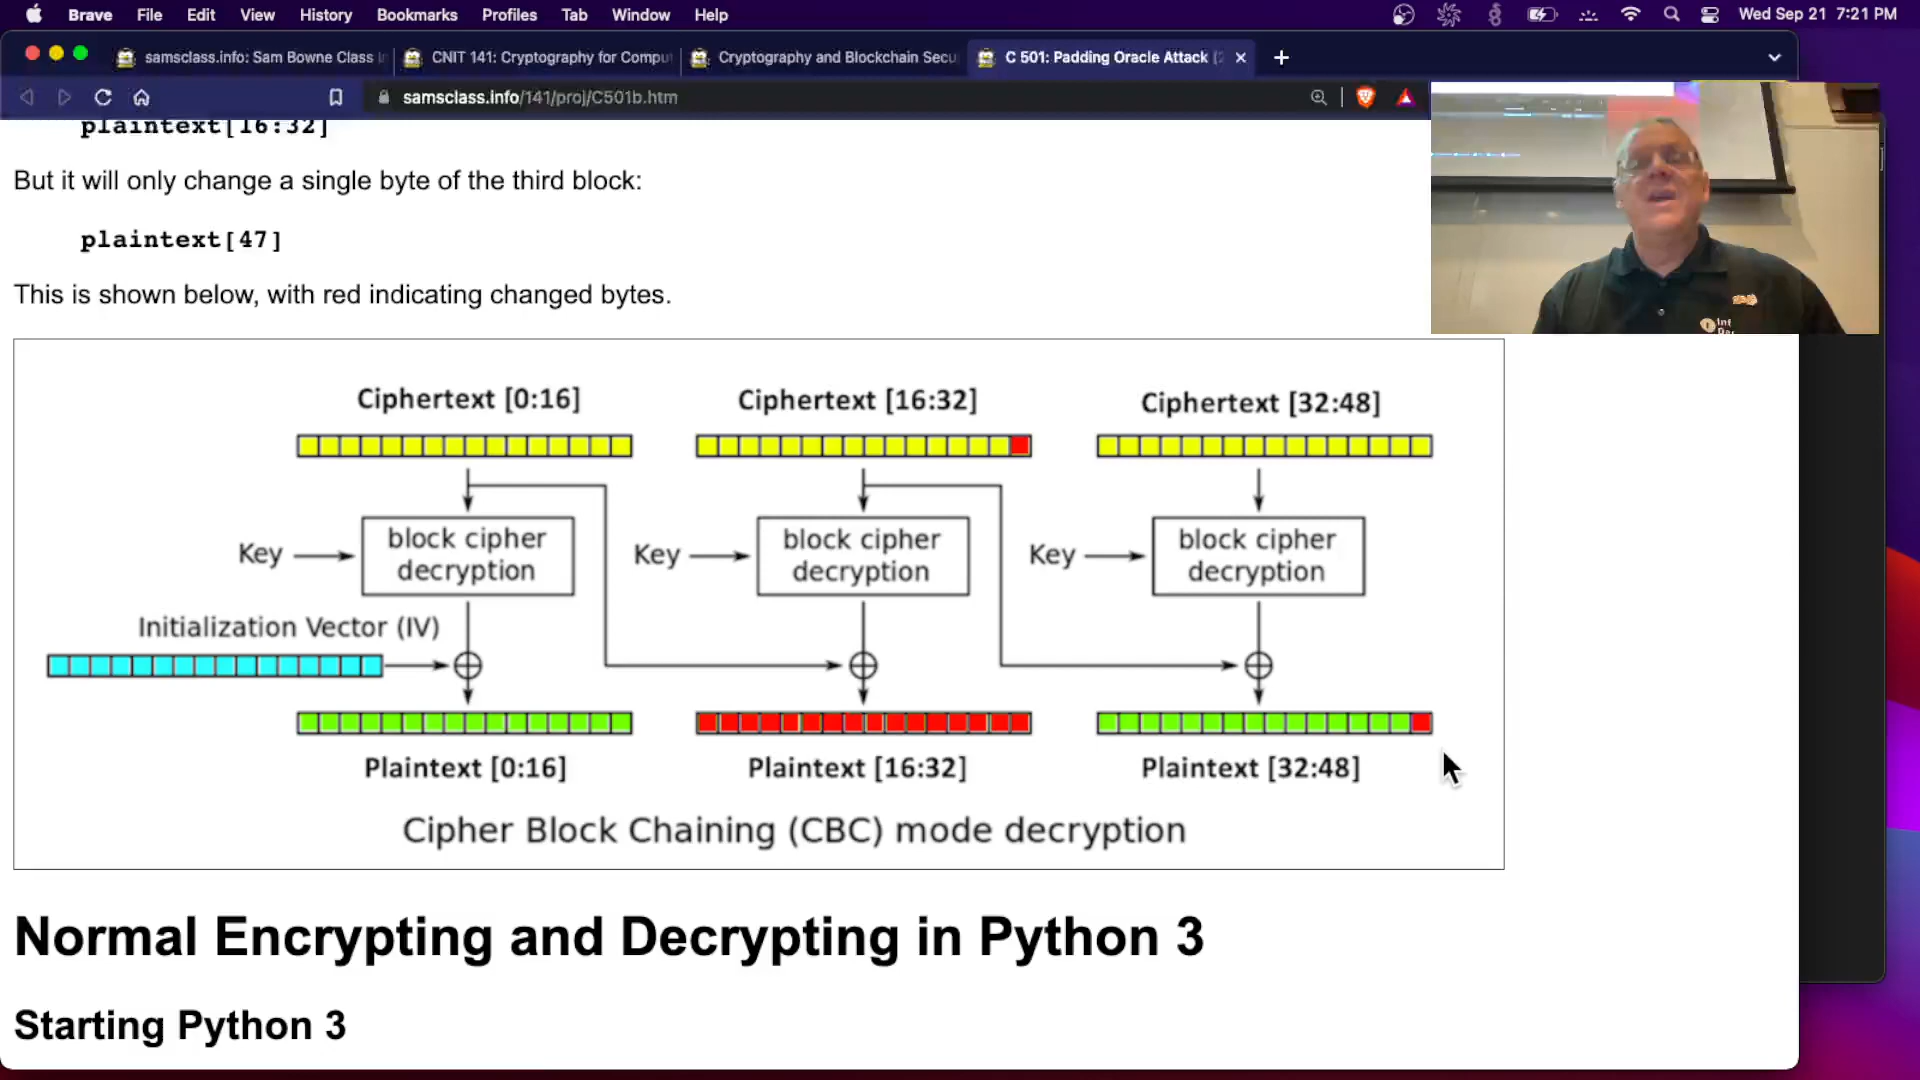 Brave File Edit View History Bookmarks Profiles Tab Window Help Wed Sep 21 7:21 PM
samsclass.info: Sam Bowne Class CNIT 141: Cryptography for Compu Cryptography and Blockchain Secu C 501: Padding Oracle Attack
samsclass.info/141/proj/C501b.htm
plaintext[16:32]
But it will only change a single byte of the third block:
plaintext[47]
This is shown below, with red indicating changed bytes.
Ciphertext [0:16] Ciphertext [16:32] Ciphertext [32:48]
Key block cipher decryption Key block cipher decryption Key block cipher decryption
Initialization Vector (IV)
Plaintext [0:16] Plaintext [16:32] Plaintext [32:48]
Cipher Block Chaining (CBC) mode decryption
Normal Encrypting and Decrypting in Python 3
Starting Python 3